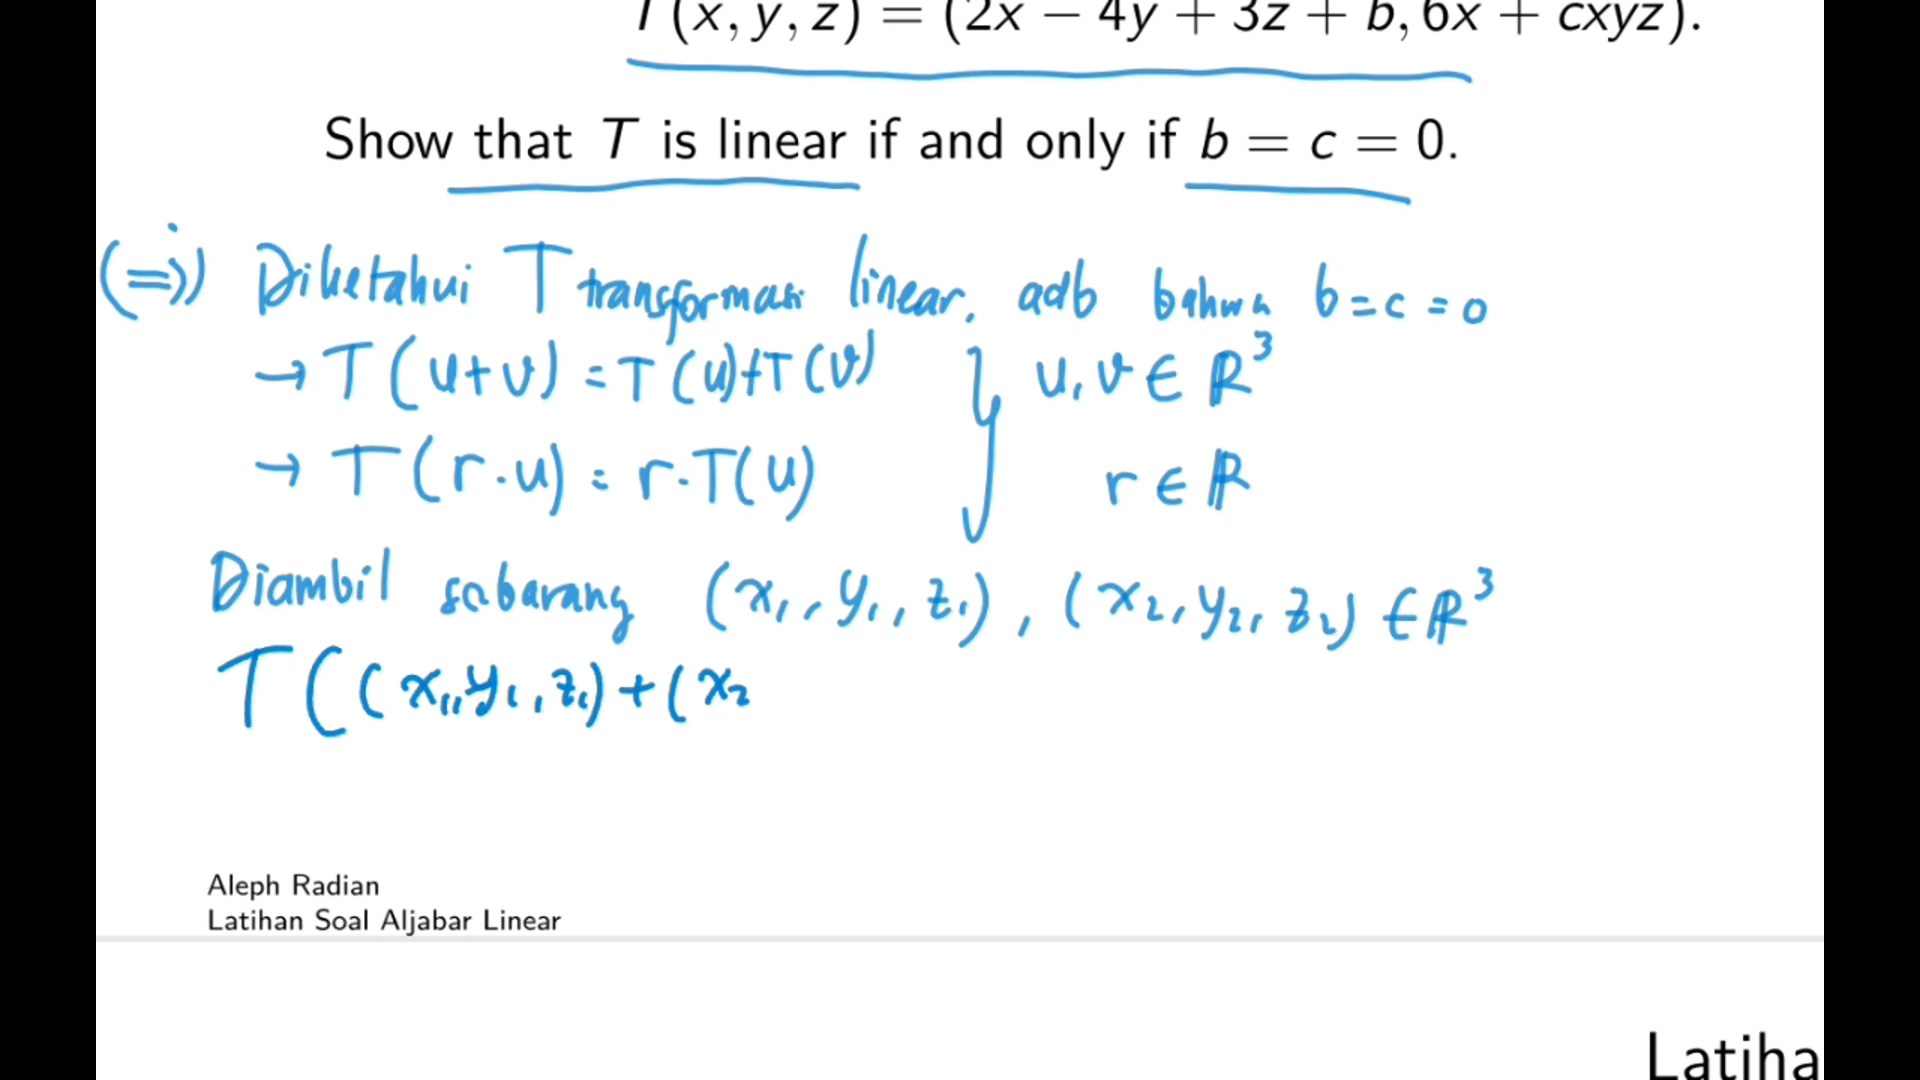 T(x, y, z) = (2x − 4y + 3z + b, 6x + cxyz).
Show that T is linear if and only if b = c = 0.
(⇒) Diketahui T transformasi linear. adb bahwa b = c = 0
→ T(u+v) = T(u)+T(v) } u, v ∈ ℝ³
→ T(r·u) = r·T(u) r ∈ ℝ
Diambil sebarang (x₁, y₁, z₁), (x₂, y₂, z₂) ∈ ℝ³
T((x₁, y₁, z₁) + (x₂
Aleph Radian
Latihan Soal Aljabar Linear
Latiha